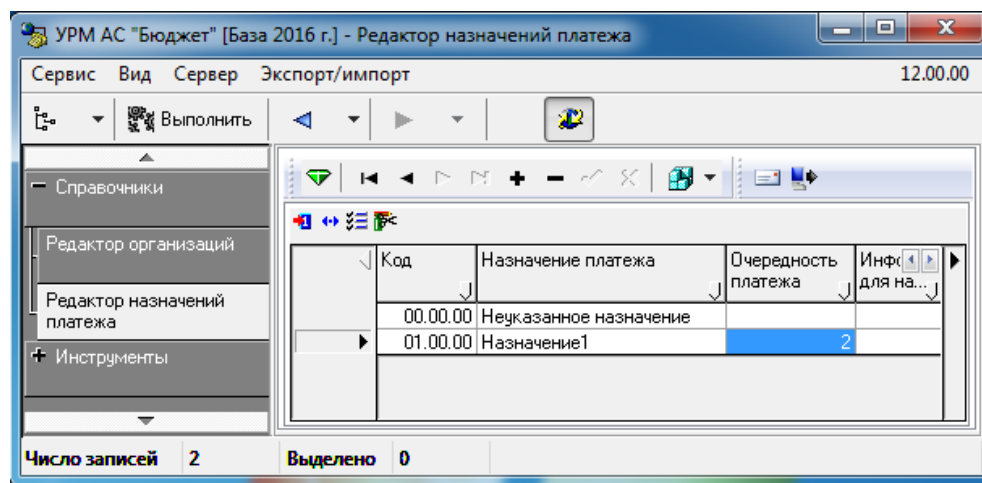 УРМ АС "Бюджет" [База 2016 г.] - Редактор назначений платежа
Сервис Вид Сервер Экспорт/импорт 12.00.00
Выполнить
Справочники
Редактор организаций
Редактор назначений
платежа
Инструменты
Код Назначение платежа Очередность Инфо
платежа для на...
00.00.00 Неуказанное назначение
01.00.00 Назначение1 2
Число записей 2 Выделено 0